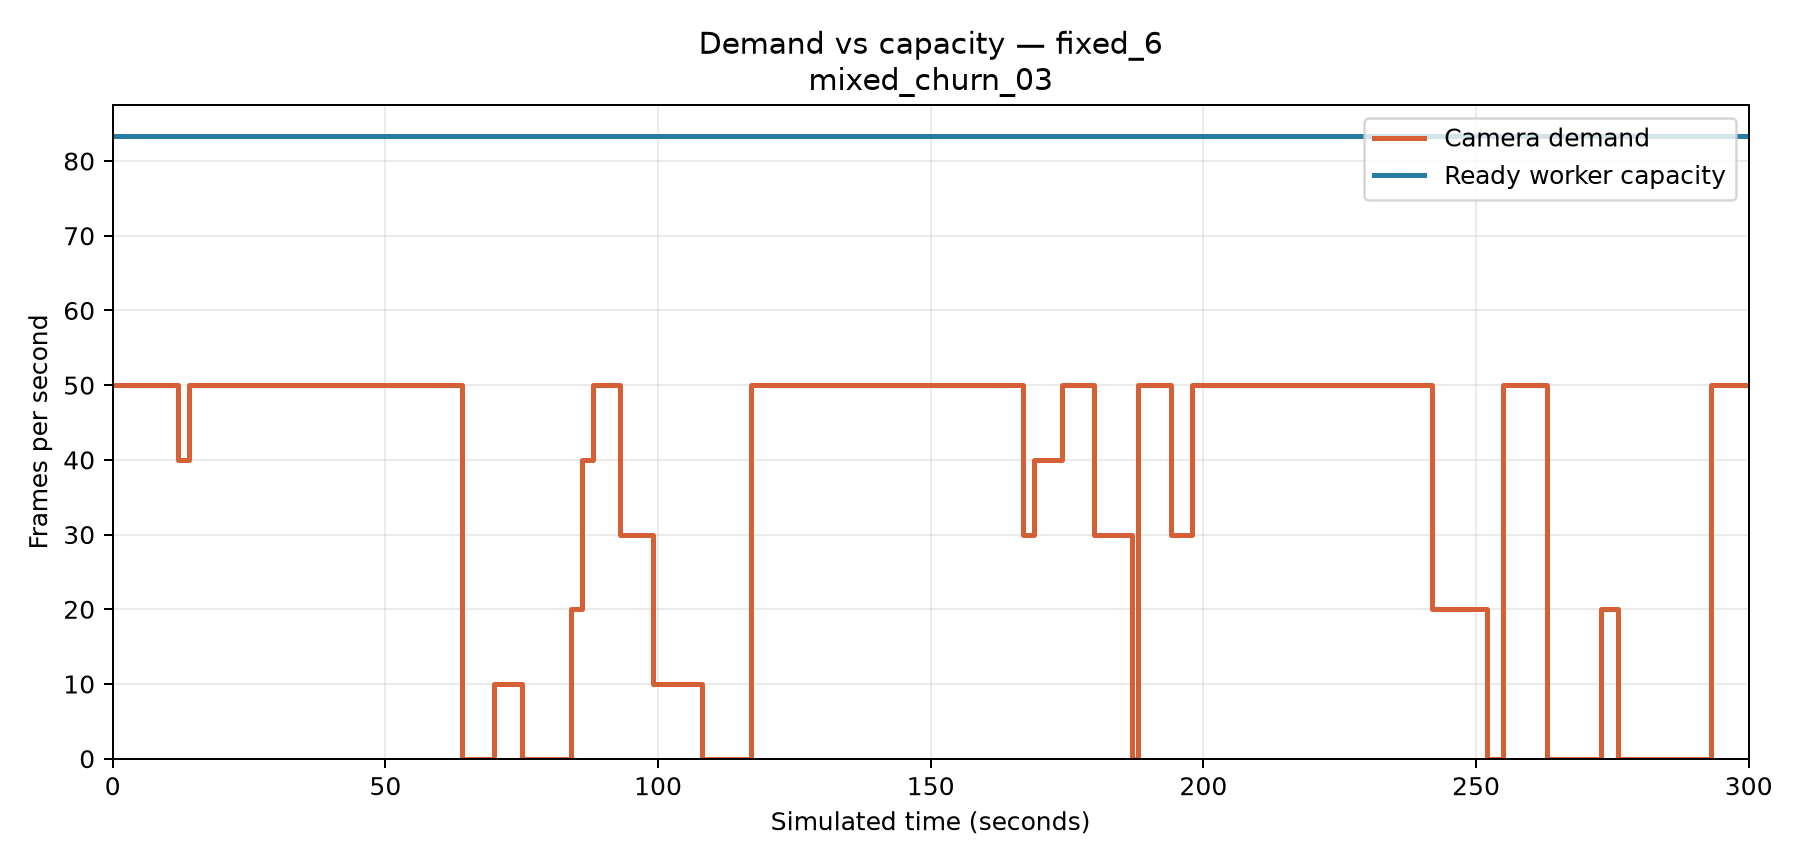 Demand vs capacity — fixed_6
mixed_churn_03
Camera demand
Ready worker capacity
Frames per second
80
70
60
50
40
30
20
10
0
0 50 100 150 200 250 300
Simulated time (seconds)